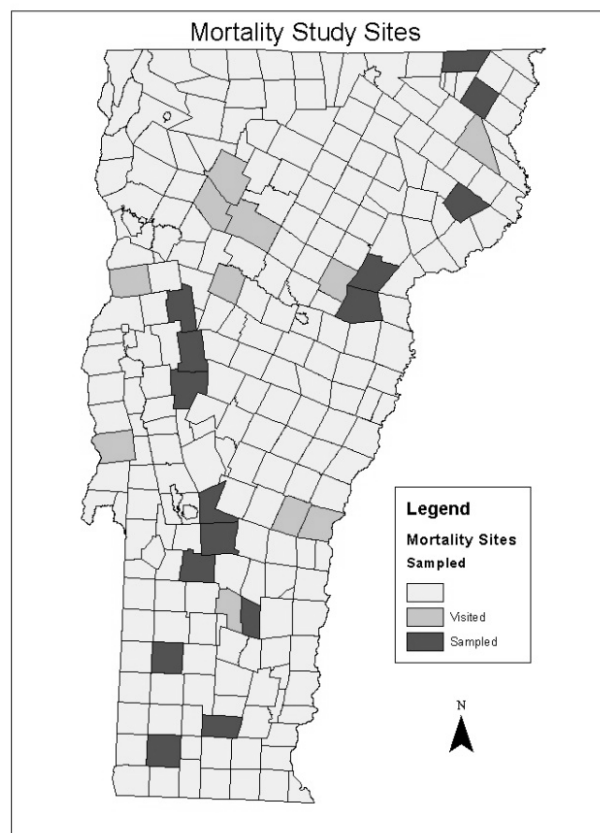 Mortality Study Sites
Legend
Mortality Sites
Sampled
Visited
Sampled
N